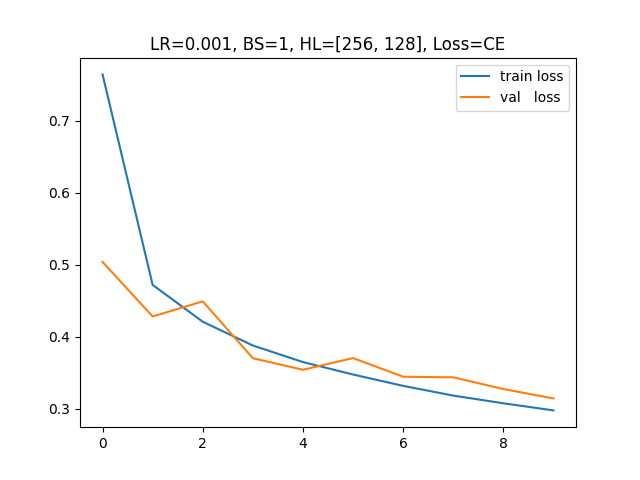 LR=0.001, BS=1, HL=[256, 128], Loss=CE
train loss
val   loss
0.7
0.6
0.5
0.4
0.3
0 2 4 6 8